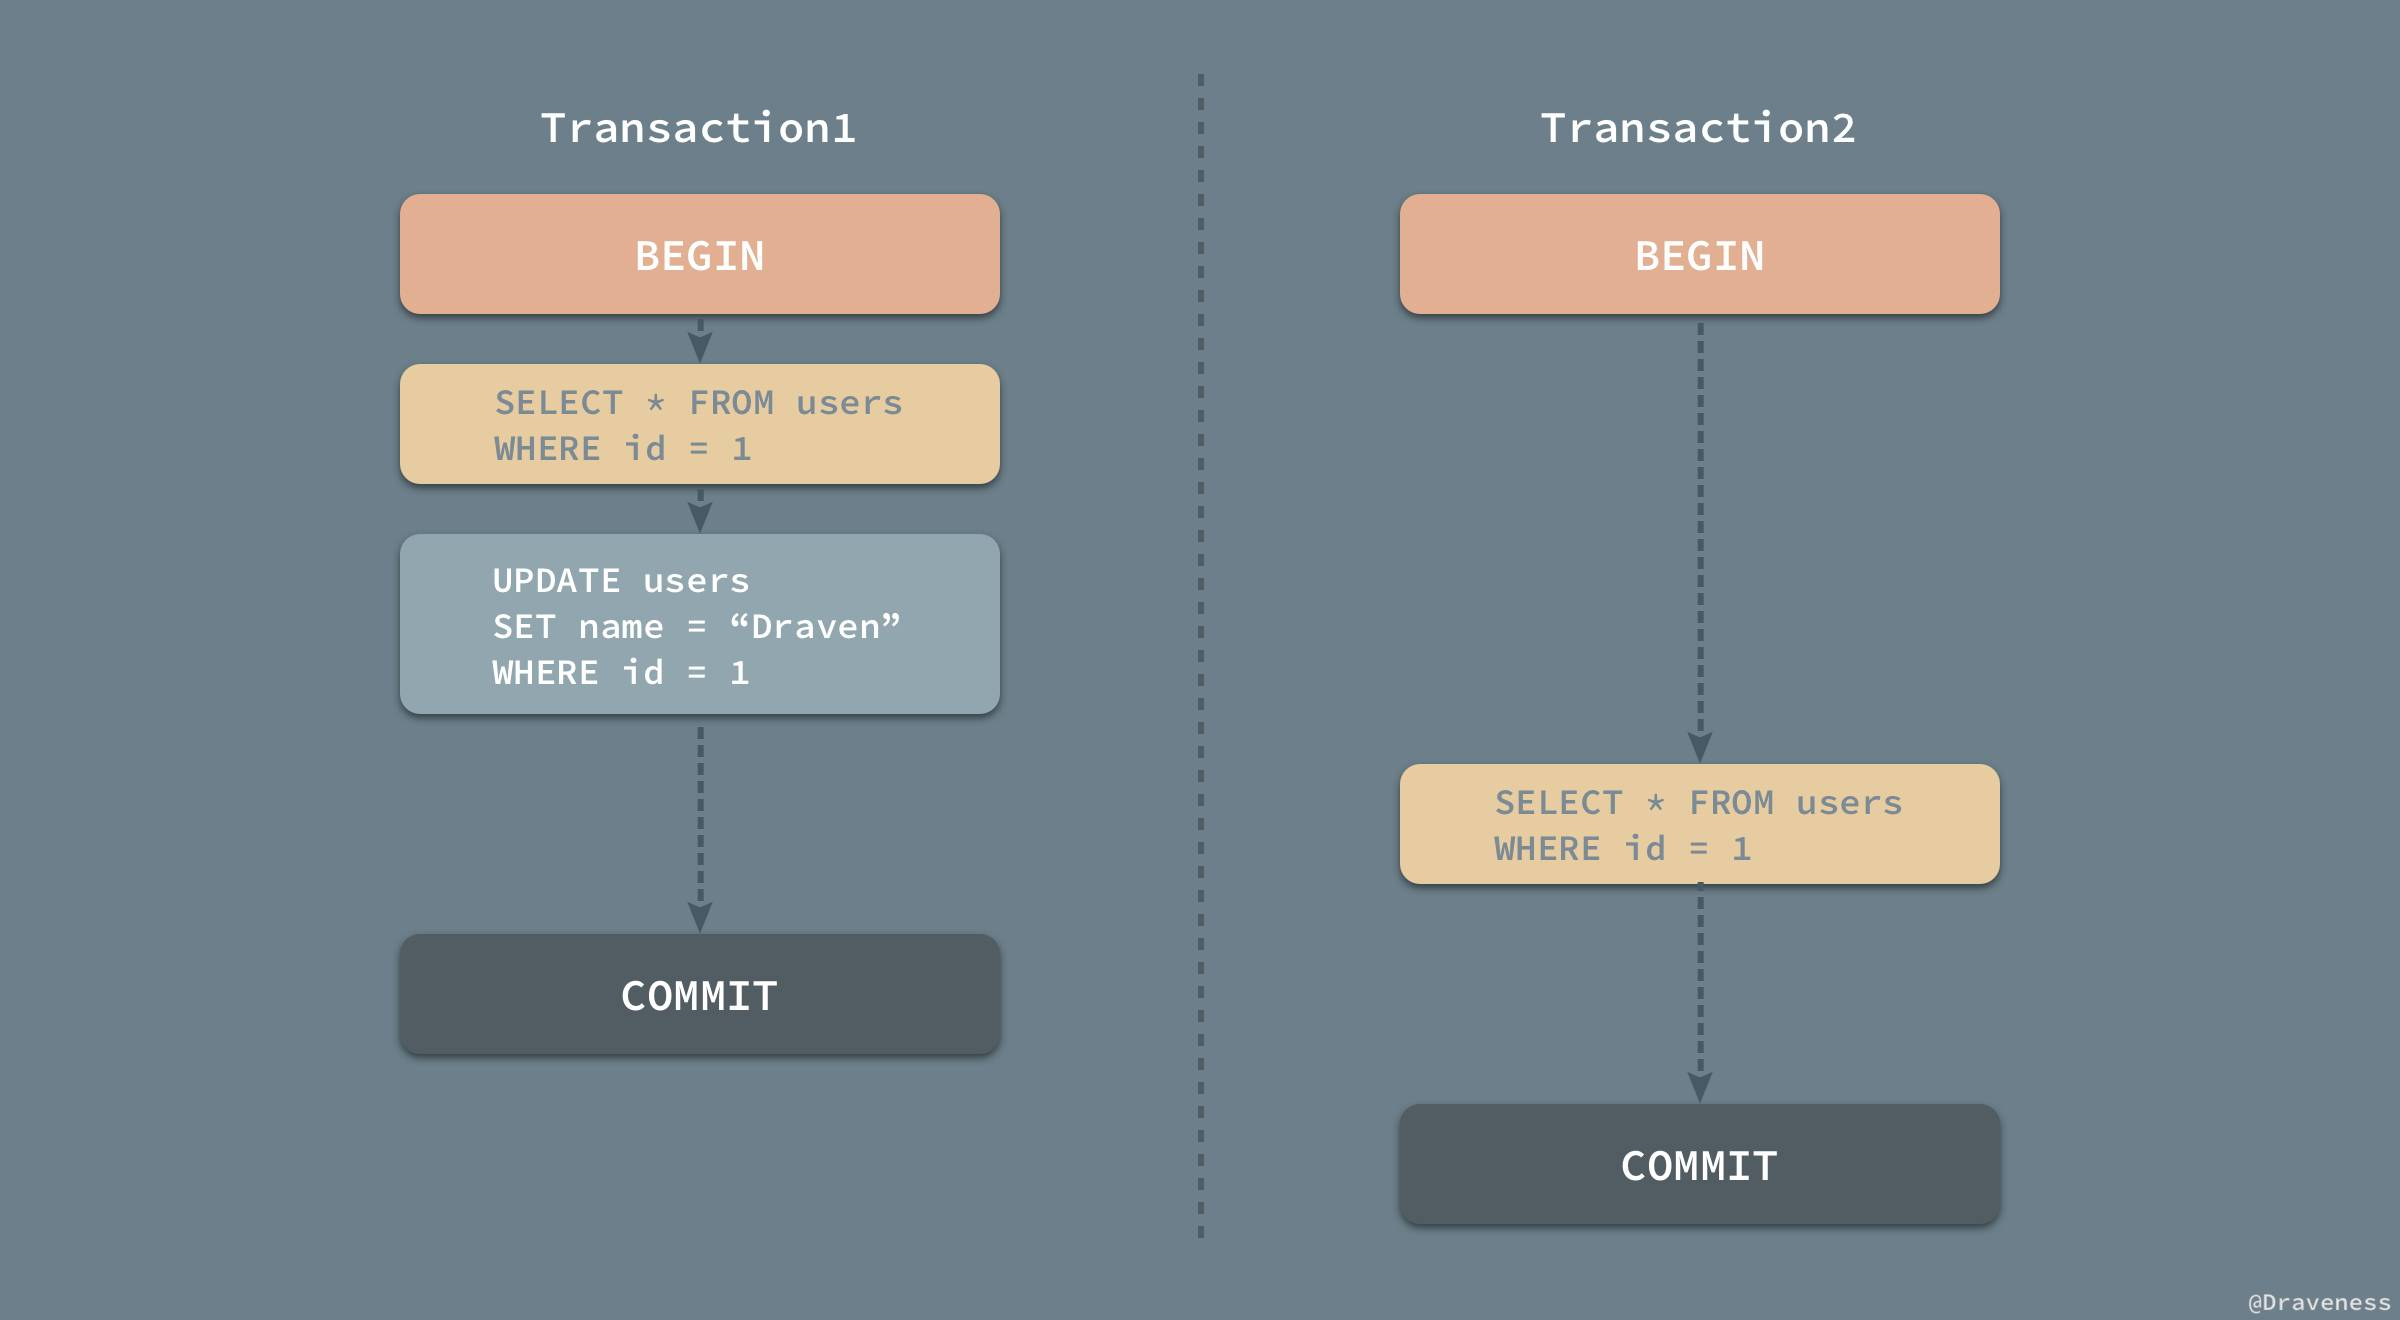 Transaction1
BEGIN
SELECT * FROM users
WHERE id = 1
UPDATE users
SET name = “Draven”
WHERE id = 1
COMMIT
Transaction2
BEGIN
SELECT * FROM users
WHERE id = 1
COMMIT
@Draveness